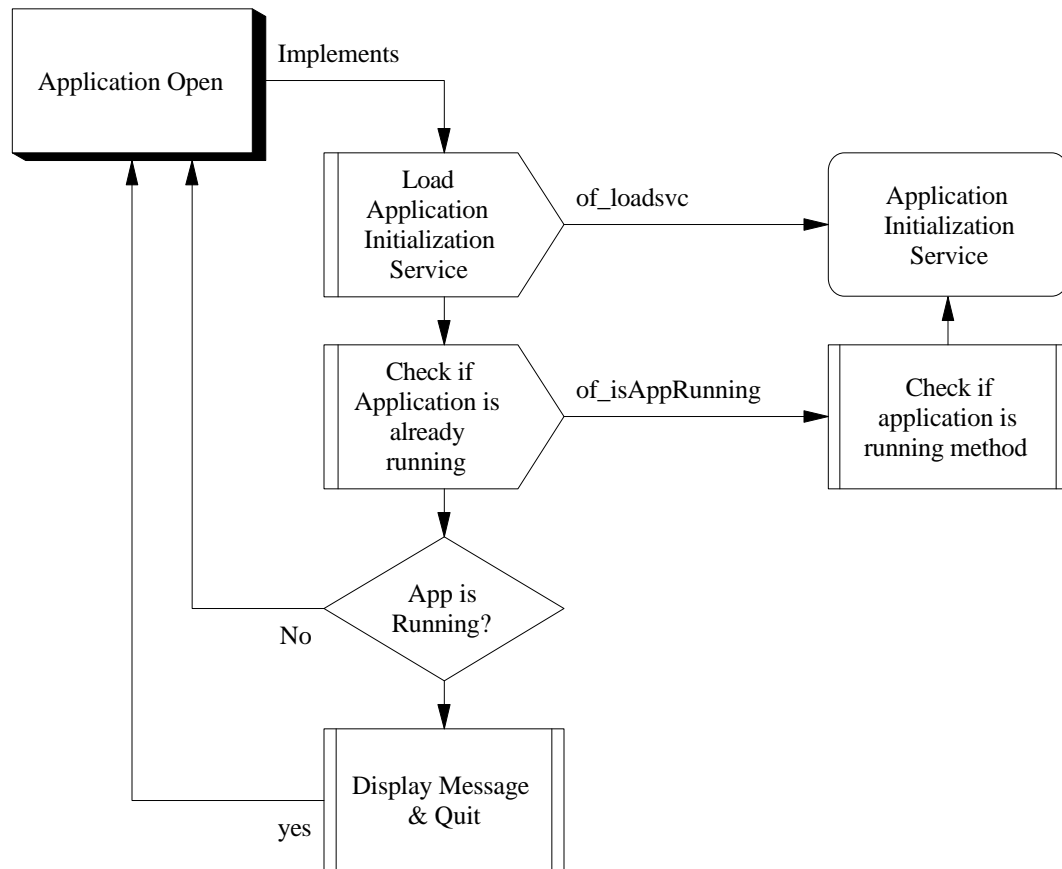 Implements
Application Open
Load
Application
Initialization
Service
of_loadsvc
Application
Initialization
Service
Check if
Application is
already
running
of_isAppRunning
Check if
application is
running method
App is
Running?
No
Display Message
& Quit
yes